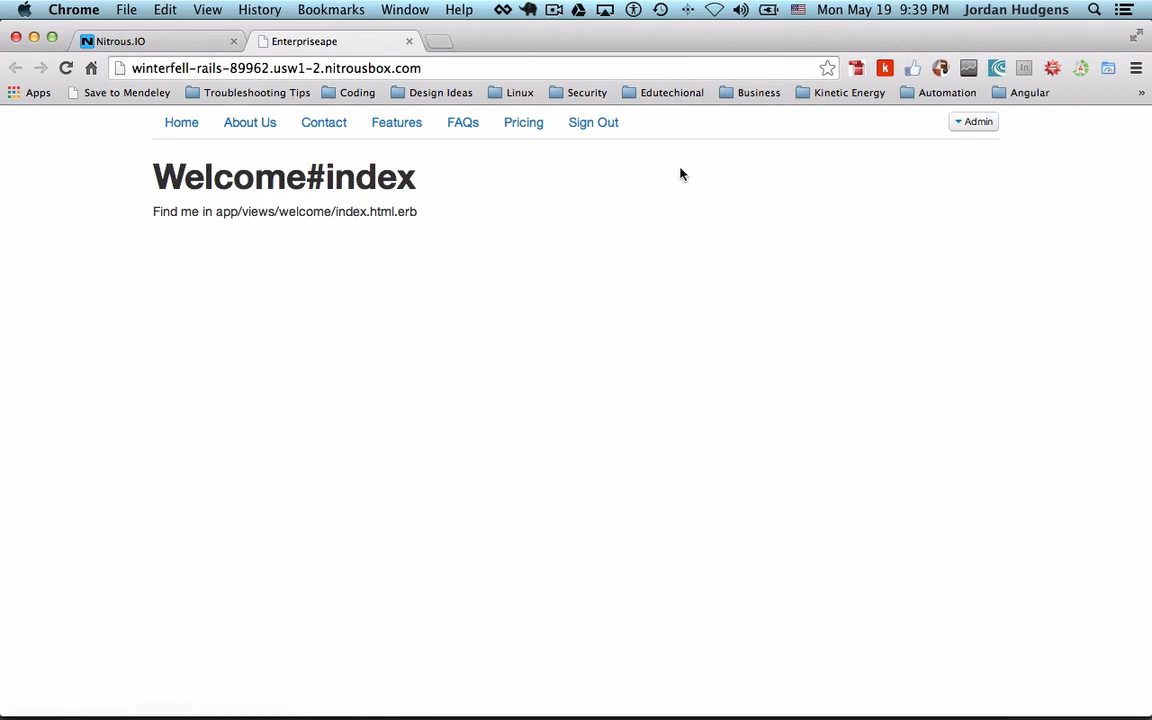 Chrome File Edit View History Bookmarks Window Help Mon May 19 9:39 PM Jordan Hudgens
Nitrous.IO Enterpriseape
winterfell-rails-89962.usw1-2.nitrousbox.com
Apps Save to Mendeley Troubleshooting Tips Coding Design Ideas Linux Security Edutechional Business Kinetic Energy Automation Angular »
Home About Us Contact Features FAQs Pricing Sign Out Admin
Welcome#index
Find me in app/views/welcome/index.html.erb